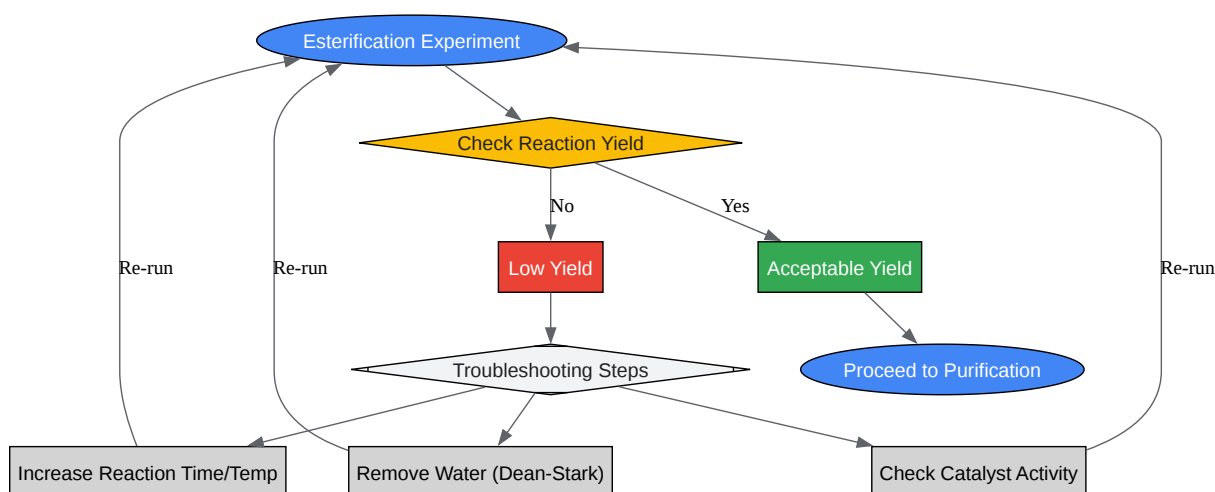 Esterification Experiment
Check Reaction Yield
No
Yes
Re-run
Re-run
Low Yield
Acceptable Yield
Re-run
Troubleshooting Steps
Proceed to Purification
Increase Reaction Time/Temp
Remove Water (Dean-Stark)
Check Catalyst Activity